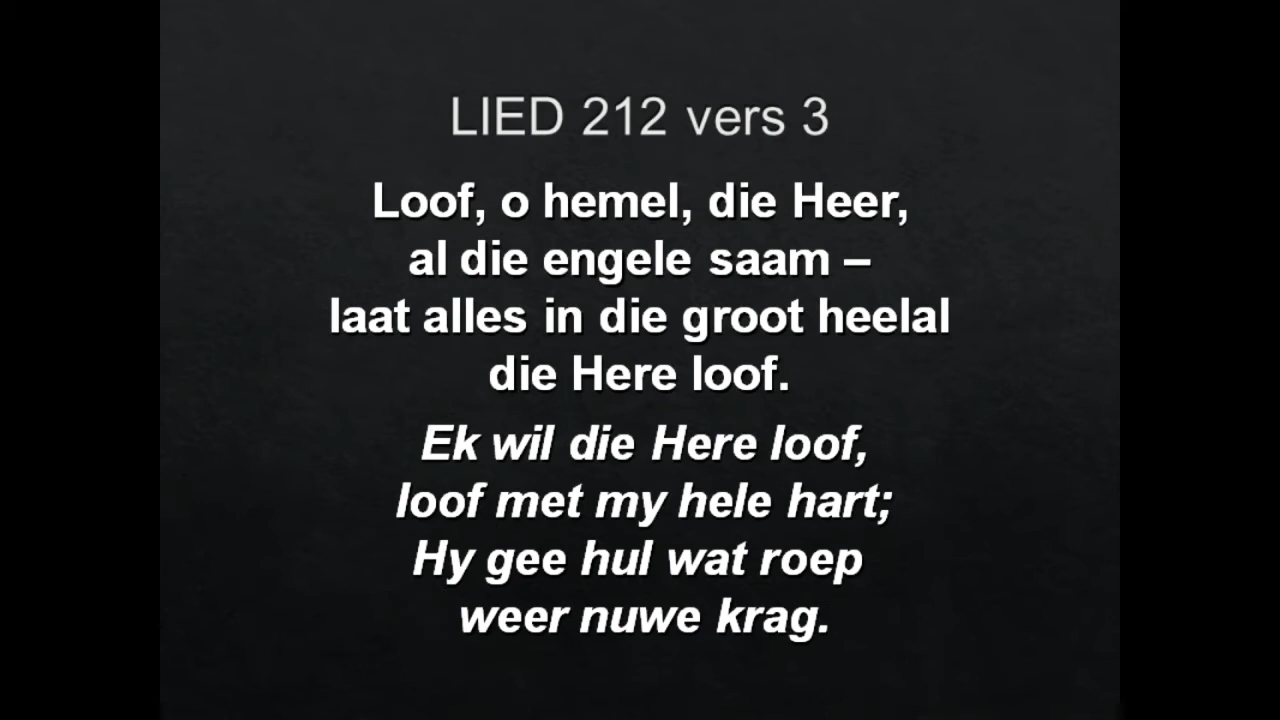 LIED 212 vers 3
Loof, o hemel, die Heer,
al die engele saam –
laat alles in die groot heelal
die Here loof.
Ek wil die Here loof,
loof met my hele hart;
Hy gee hul wat roep
weer nuwe krag.